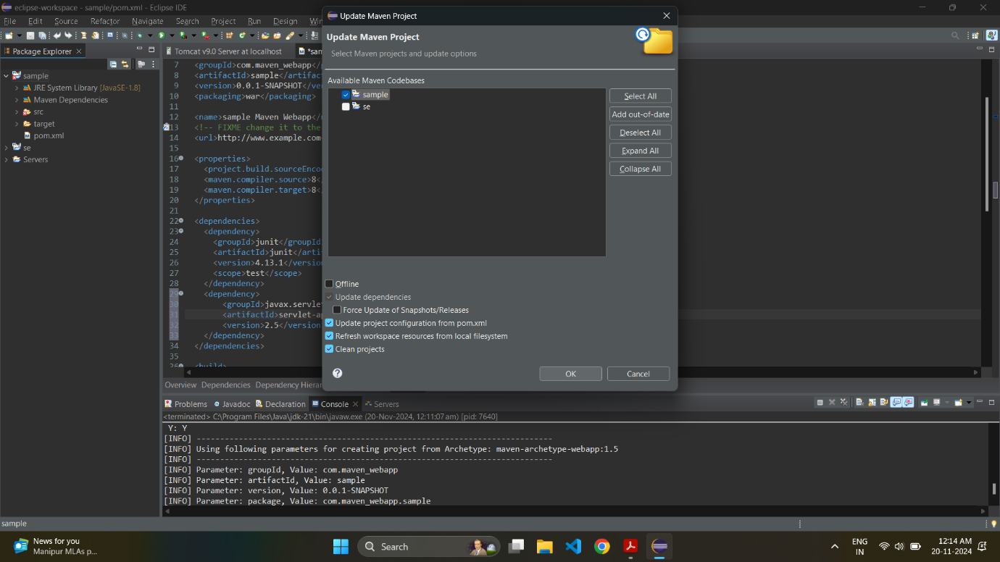 eclipse-workspace - sample/pom.xml - Eclipse IDE
File Edit Source Refactor Navigate Search Project Run Design Win
Package Explorer
sample
JRE System Library [JavaSE-1.8]
Maven Dependencies
src
target
pom.xml
se
Servers
Tomcat v9.0 Server at localhost
*sam
7 <groupId>com.maven_webapp</
8 <artifactId>sample</artifac
9 <version>0.0.1-SNAPSHOT</ve
10 <packaging>war</packaging>
11
12 <name>sample Maven Webapp</
13 <!-- FIXME change it to the
14 <url>http://www.example.com
15
16 <properties>
17 <project.build.sourceEnco
18 <maven.compiler.source>8<
19 <maven.compiler.target>8<
20 </properties>
21
22 <dependencies>
23 <dependency>
24 <groupId>junit</groupId
25 <artifactId>junit</arti
26 <version>4.13.1</versio
27 <scope>test</scope>
28 </dependency>
29 <dependency>
30 <groupId>javax.servle
31 <artifactId>servlet-a
32 <version>2.5</version
33 </dependency>
34 </dependencies>
35
36 <build>
Overview Dependencies Dependency Hierar
Update Maven Project
Update Maven Project
Select Maven projects and update options
Available Maven Codebases
sample
se
Select All
Add out-of-date
Deselect All
Expand All
Collapse All
Offline
Update dependencies
Force Update of Snapshots/Releases
Update project configuration from pom.xml
Refresh workspace resources from local filesystem
Clean projects
?
OK
Cancel
Problems Javadoc Declaration Console Servers
<terminated> C:\Program Files\Java\jdk-21\bin\javaw.exe (20-Nov-2024, 12:11:07 am) [pid: 7640]
Y: Y
[INFO] ----------------------------------------------------------------------------
[INFO] Using following parameters for creating project from Archetype: maven-archetype-webapp:1.5
[INFO] ----------------------------------------------------------------------------
[INFO] Parameter: groupId, Value: com.maven_webapp
[INFO] Parameter: artifactId, Value: sample
[INFO] Parameter: version, Value: 0.0.1-SNAPSHOT
[INFO] Parameter: package, Value: com.maven_webapp.sample
sample
News for you
Manipur MLAs p...
Search
ENG
IN
12:14 AM
20-11-2024